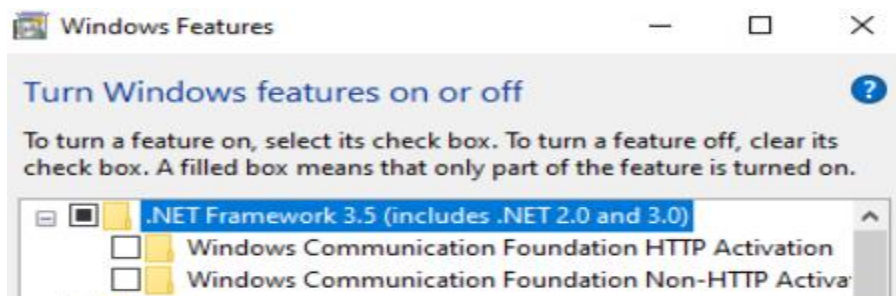 Windows Features
Turn Windows features on or off
To turn a feature on, select its check box. To turn a feature off, clear its
check box. A filled box means that only part of the feature is turned on.
.NET Framework 3.5 (includes .NET 2.0 and 3.0)
Windows Communication Foundation HTTP Activation
Windows Communication Foundation Non-HTTP Activa